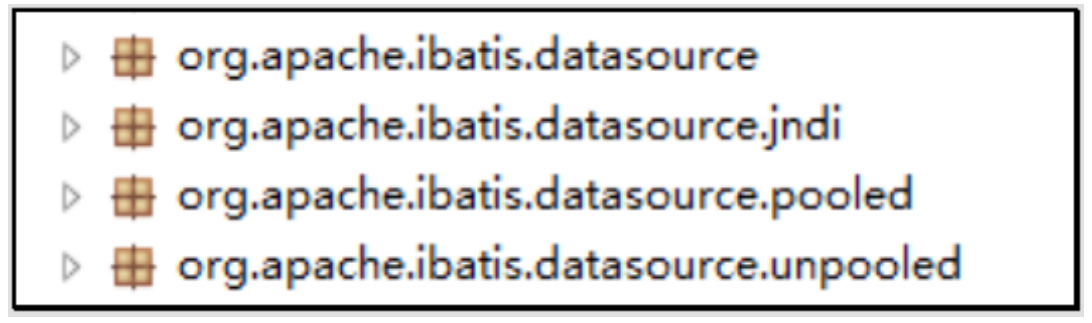 org.apache.ibatis.datasource
org.apache.ibatis.datasource.jndi
org.apache.ibatis.datasource.pooled
org.apache.ibatis.datasource.unpooled